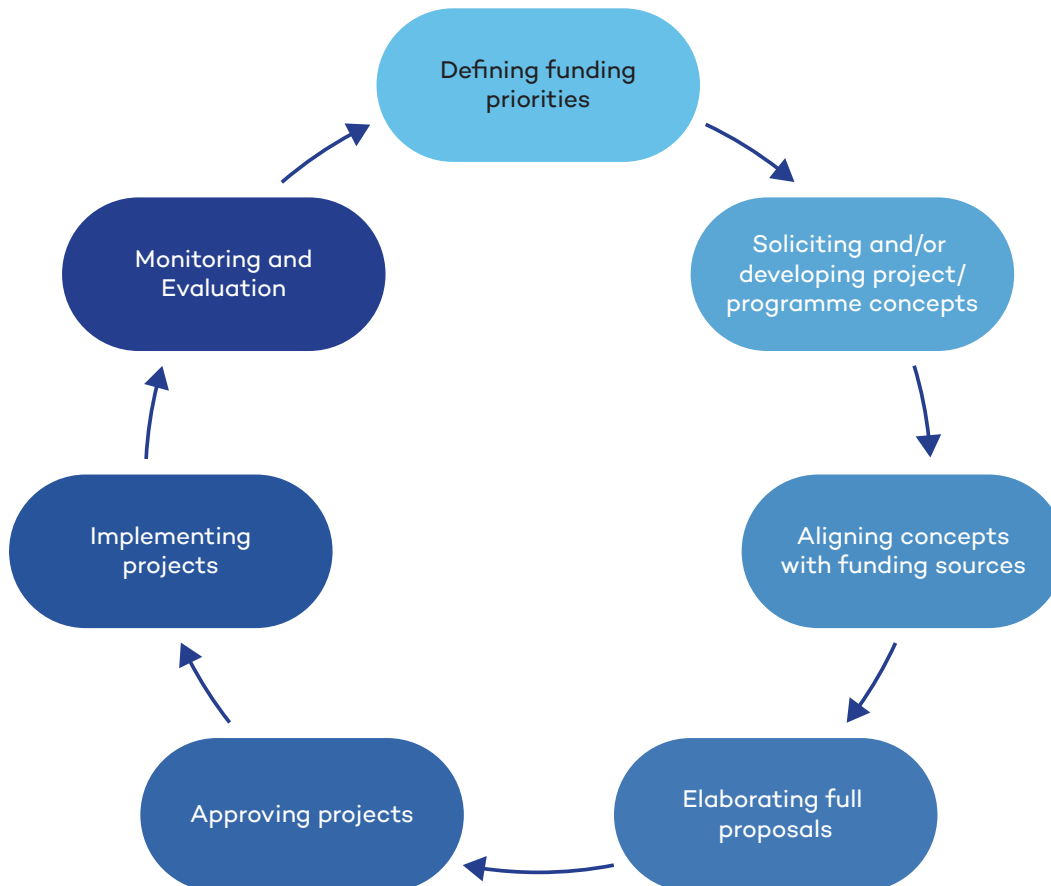 Defining funding
priorities
Soliciting and/or
developing project/
programme concepts
Aligning concepts
with funding sources
Elaborating full
proposals
Approving projects
Implementing
projects
Monitoring and
Evaluation